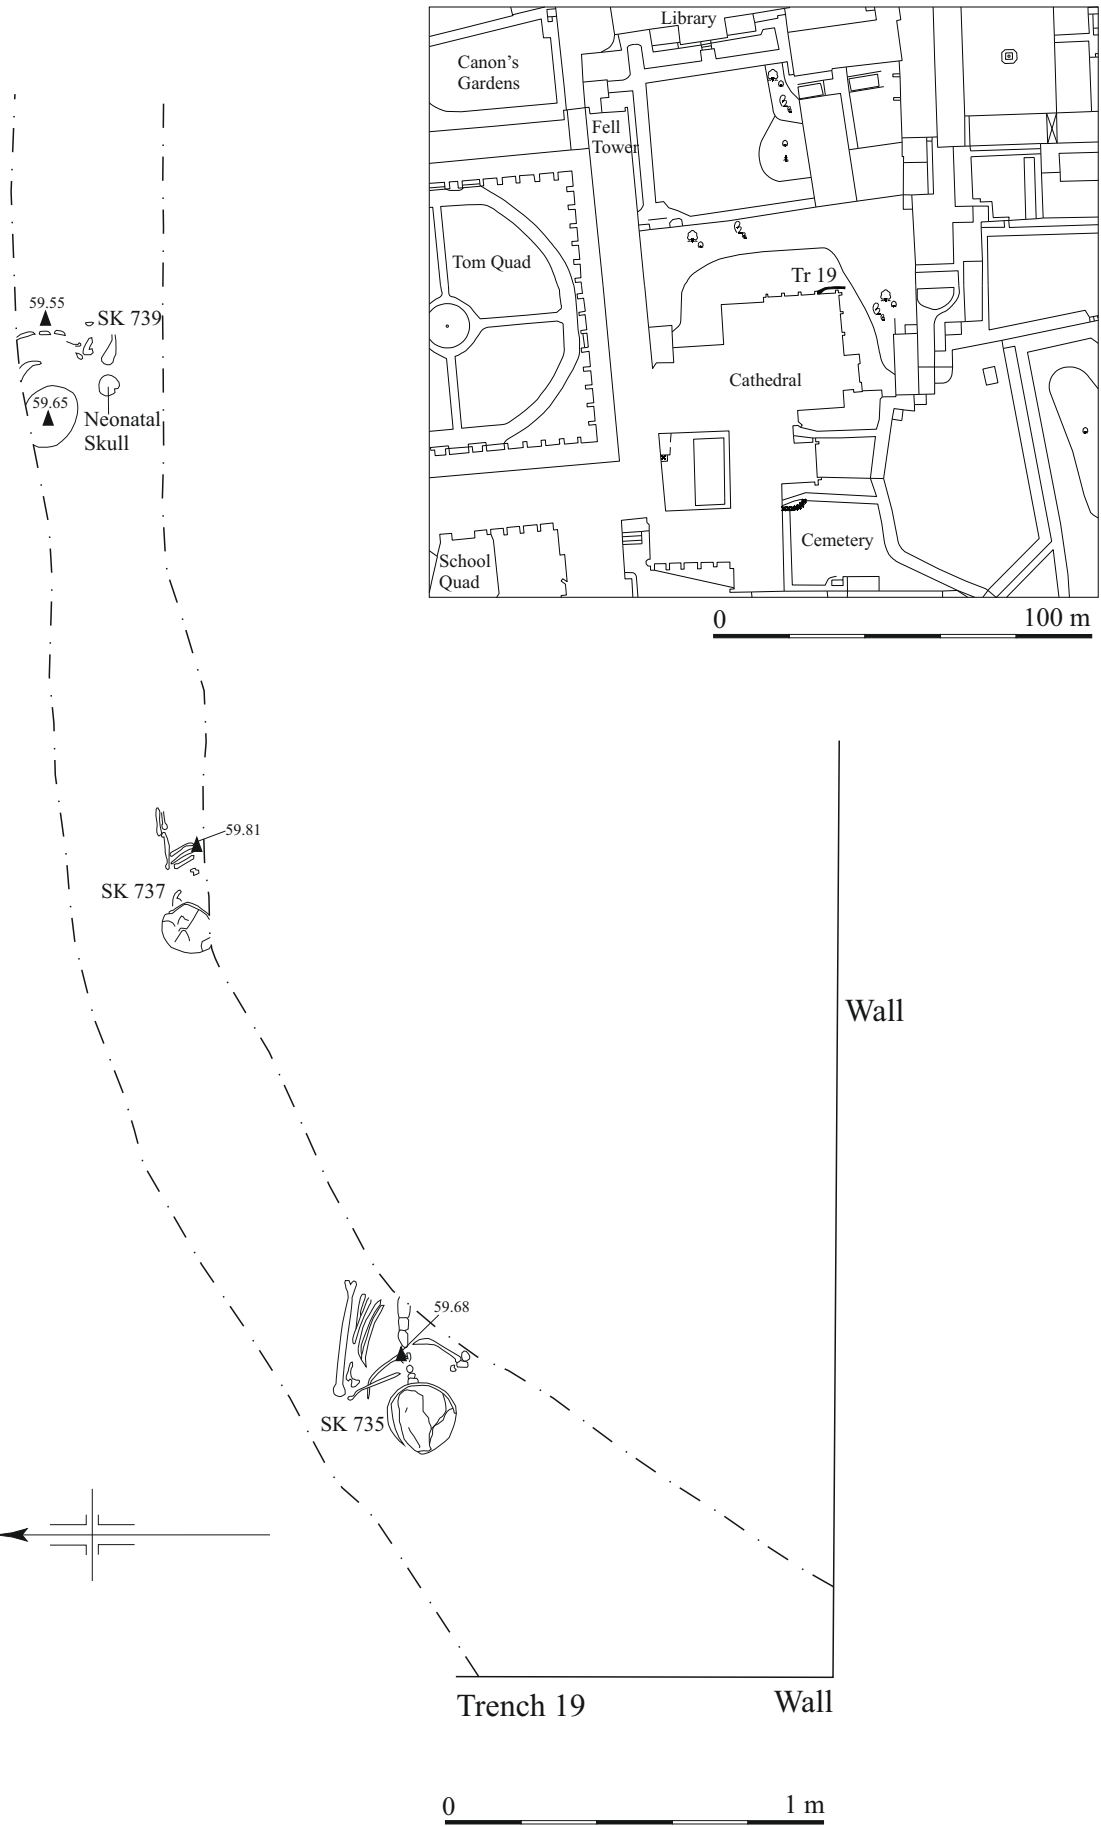 Library
Canon's
Gardens
Fell
Tower
Tom Quad
Tr 19
Cathedral
Cemetery
School
Quad
0 100 m
59.55
SK 739
59.65
Neonatal
Skull
59.81
SK 737
Wall
59.68
SK 735
Trench 19
Wall
0 1 m